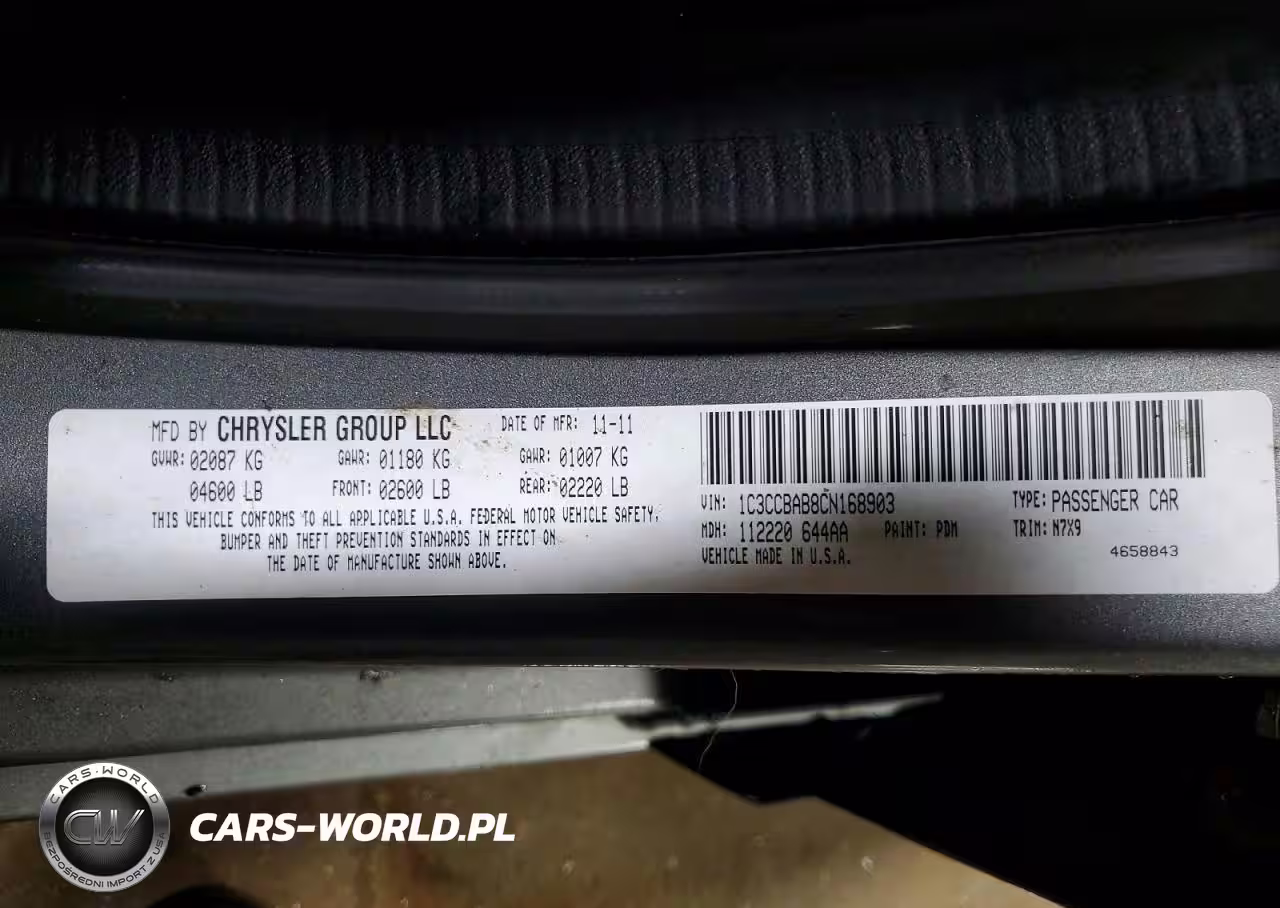 MFD BY CHRYSLER GROUP LLC DATE OF MFR: 11-11
GVWR: 02087 KG GAWR: 01180 KG GAWR: 01007 KG
04600 LB FRONT: 02600 LB REAR: 02220 LB
THIS VEHICLE CONFORMS TO ALL APPLICABLE U.S.A. FEDERAL MOTOR VEHICLE SAFETY,
BUMPER AND THEFT PREVENTION STANDARDS IN EFFECT ON
THE DATE OF MANUFACTURE SHOWN ABOVE.
VIN: 1C3CCBAB8CN168903 TYPE: PASSENGER CAR
MDH: 112220 644AA PAINT: PDM TRIM: N7X9
VEHICLE MADE IN U.S.A. 4658843
CARS-WORLD
CW
BEZPOŚREDNI IMPORT Z USA
CARS-WORLD.PL